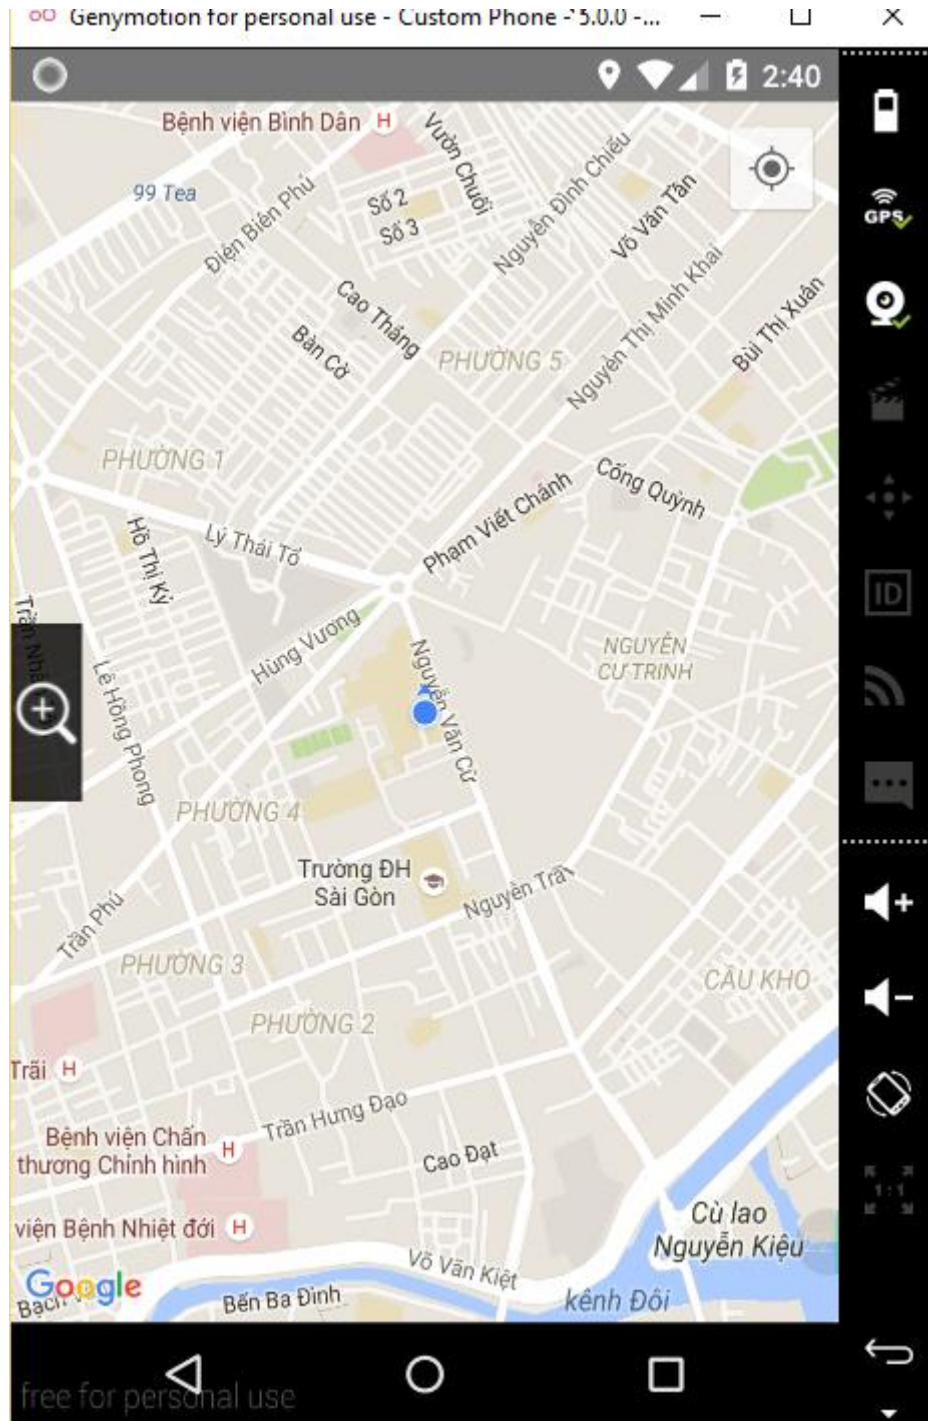 Genymotion for personal use - Custom Phone - 5.0.0 -...
2:40
Bệnh viện Bình Dân H
Vườn Chuối
99 Tea
Điện Biên Phủ
Số 2
Số 3
Nguyễn Đình Chiểu
Võ Văn Tần
GPS
Cao Thắng
Bàn Cờ
PHƯỜNG 5
Nguyễn Thị Minh Khai
Bùi Thị Xuân
PHƯỜNG 1
Cống Quỳnh
Phạm Viết Chánh
Hồ Thị Kỷ
Lý Thái Tổ
ID
Hùng Vương
Nguyễn Văn Cừ
NGUYỄN
CƯ TRINH
Lê Hồng Phong
PHƯỜNG 4
Trường ĐH
Sài Gòn
Nguyễn Trãi
Trần Phú
PHƯỜNG 3
CẦU KHO
PHƯỜNG 2
Trãi H
Trần Hưng Đạo
Bệnh viện Chấn
thương Chỉnh hình H
Cao Đạt
1:1
viện Bệnh Nhiệt đới H
Cù lao
Nguyễn Kiệu
Võ Văn Kiệt
Google
Bến Ba Đình
kênh Đôi
free for personal use